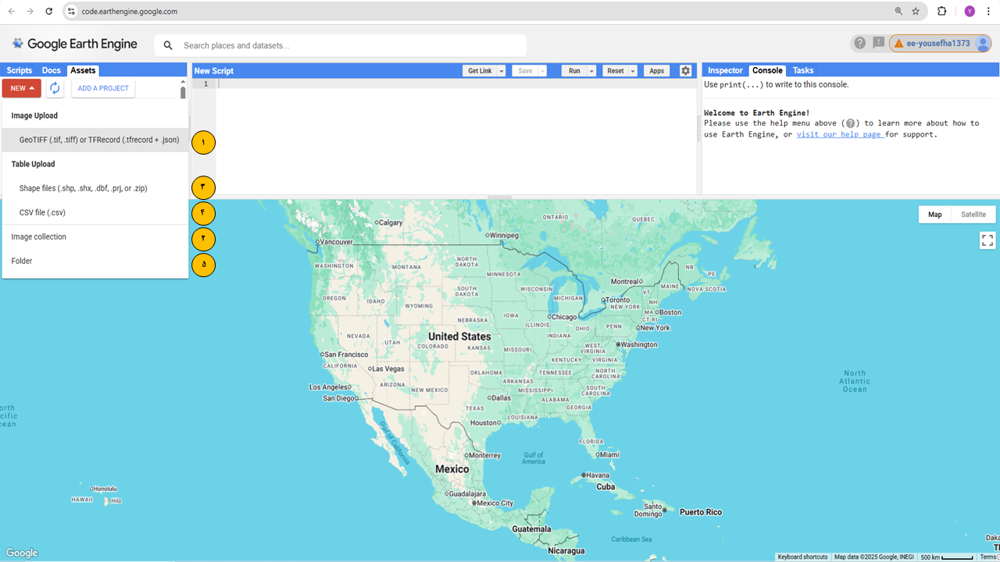 code.earthengine.google.com
Y
Google Earth Engine
Search places and datasets...
ee-yousefha1373
Scripts Docs Assets
NEW
ADD A PROJECT
Image Upload
GeoTIFF (.tif, .tiff) or TFRecord (.tfrecord + .json)
Table Upload
Shape files (.shp, .shx, .dbf, .prj, or .zip)
CSV file (.csv)
Image collection
Folder
۱
۳
۴
۲
۵
New Script
Get Link Save Run Reset Apps
1
Inspector Console Tasks
Use print(...) to write to this console.
Welcome to Earth Engine!
Please use the help menu above (?) to learn more about how to
use Earth Engine, or visit our help page for support.
Map Satellite
ONTARIO
QUEBEC
Calgary
Winnipeg
Vancouver
WASHINGTON
MONTANA
NORTH
DAKOTA
MINNESOTA
Montreal
NB
PE
MAINE
NOVA SCOTIA
OREGON
IDAHO
WYOMING
SOUTH
DAKOTA
WISCONSIN
MICHIGAN
Toronto
VT
NEW YORK
NH
MA
CT RI
Boston
NEBRASKA
IOWA
Chicago
ILLINOIS
INDIANA
OHIO
PENN
New York
NEVADA
UTAH
COLORADO
United States
KANSAS
MISSOURI
WEST
VIRGINIA
Washington
KENTUCKY
VIRGINIA
San Francisco
CALIFORNIA
Las Vegas
ARIZONA
NEW MEXICO
OKLAHOMA
ARKANSAS
TENNESSEE
NORTH
CAROLINA
Los Angeles
San Diego
Dallas
MISSISSIPPI
ALABAMA
SOUTH
CAROLINA
GEORGIA
TEXAS
LOUISIANA
Houston
North
Atlantic
Ocean
orth
cific
cean
Gulf of California
FLORIDA
Monterrey
Gulf of
America
Miami
Mexico
Havana
Cuba
Honolulu
HAWAII
Hilo
Guadalajara
Mexico City
Santo
Domingo
Puerto Rico
Guatemala
Caribbean Sea
Nicaragua
Daka
Th
Google
Keyboard shortcuts Map data ©2025 Google, INEGI 500 km Terms